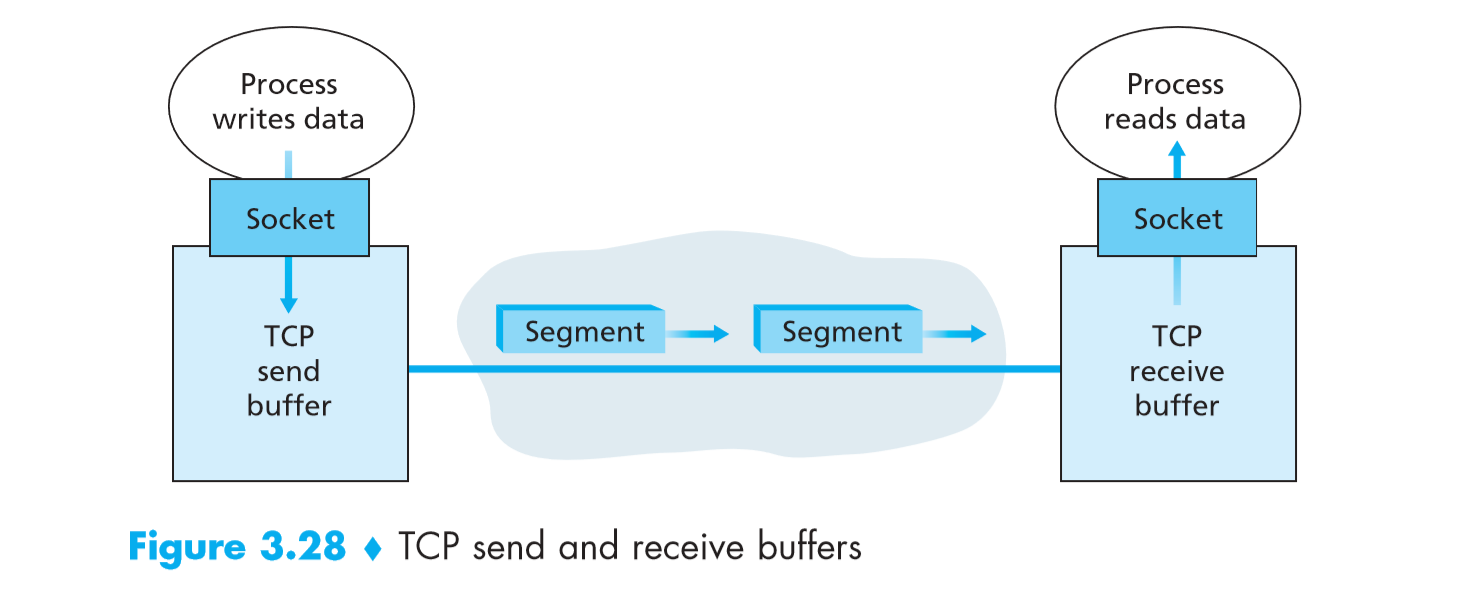 Process
writes data
Process
reads data
Socket
Socket
Segment
Segment
TCP
send
buffer
TCP
receive
buffer
Figure 3.28 ♦ TCP send and receive buffers